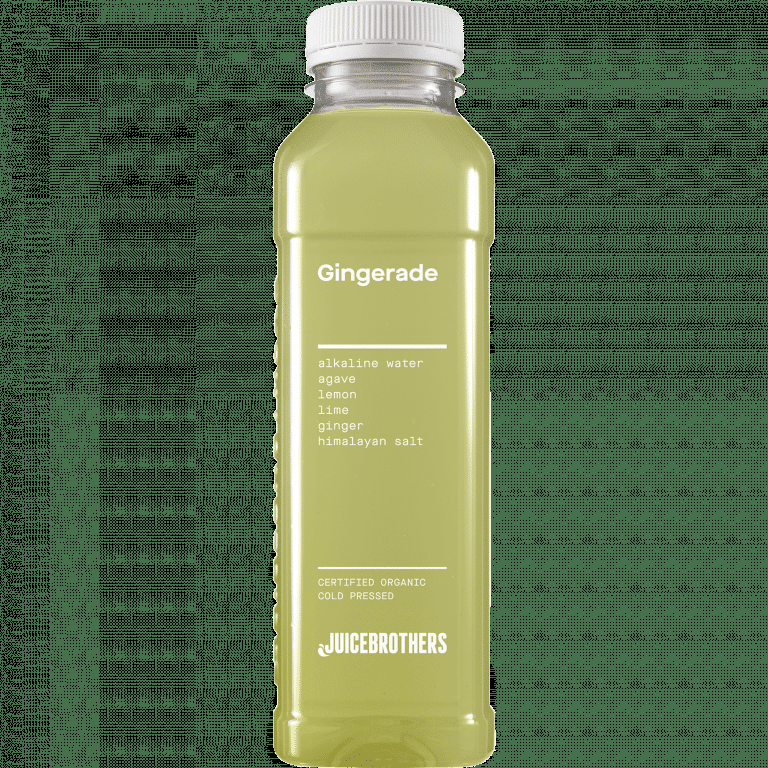 Gingerade
alkaline water
agave
lemon
lime
ginger
himalayan salt
CERTIFIED ORGANIC
COLD PRESSED
JUICEBROTHERS